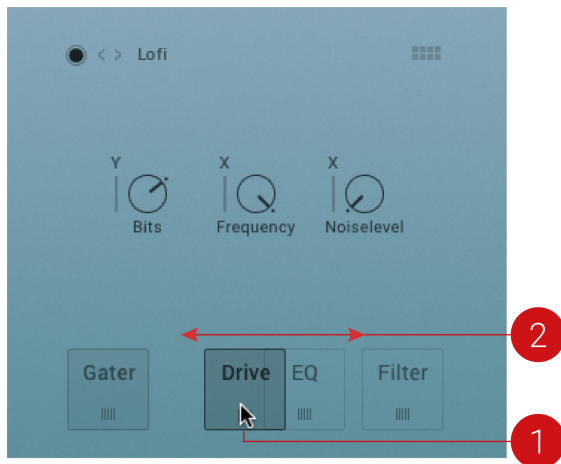 Lofi
Y X X
Bits Frequency Noiselevel
2
Gater Drive EQ Filter
1